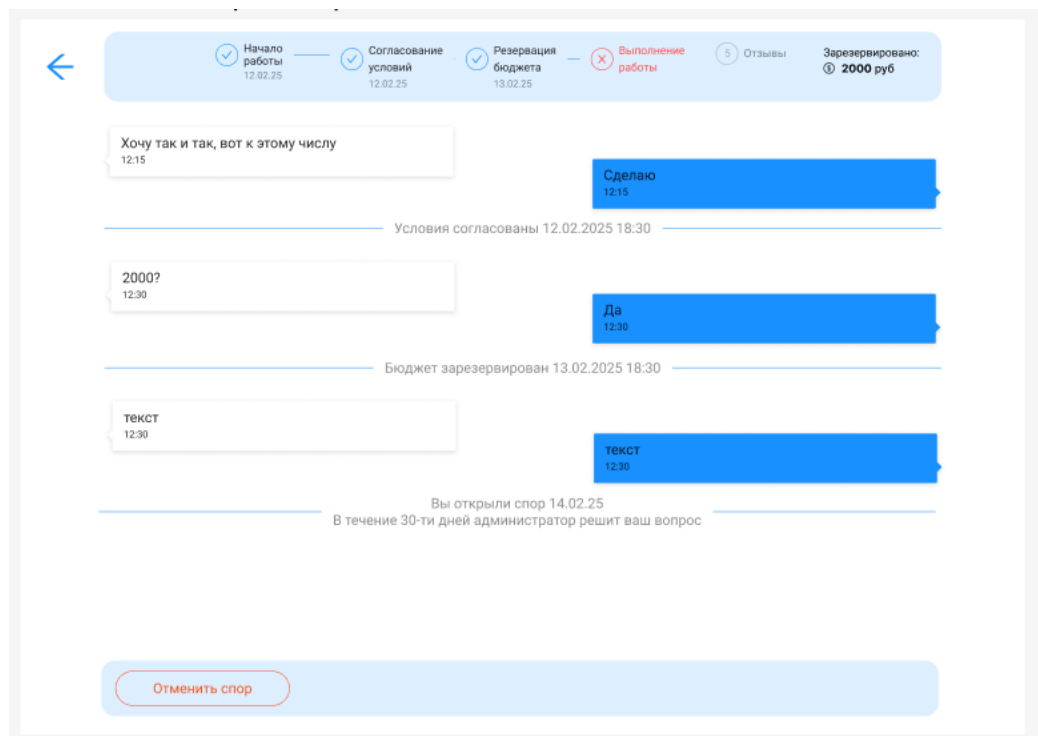 Начало
работы
12.02.25
Согласование
условий
12.02.25
Резервация
бюджета
13.02.25
Выполнение
работы
5
Отзывы
Зарезервировано:
2000 руб
Хочу так и так, вот к этому числу
12:15
Сделаю
12:15
Условия согласованы 12.02.2025 18:30
2000?
12:30
Да
12:30
Бюджет зарезервирован 13.02.2025 18:30
текст
12:30
текст
12:30
Вы открыли спор 14.02.25
В течение 30-ти дней администратор решит ваш вопрос
Отменить спор